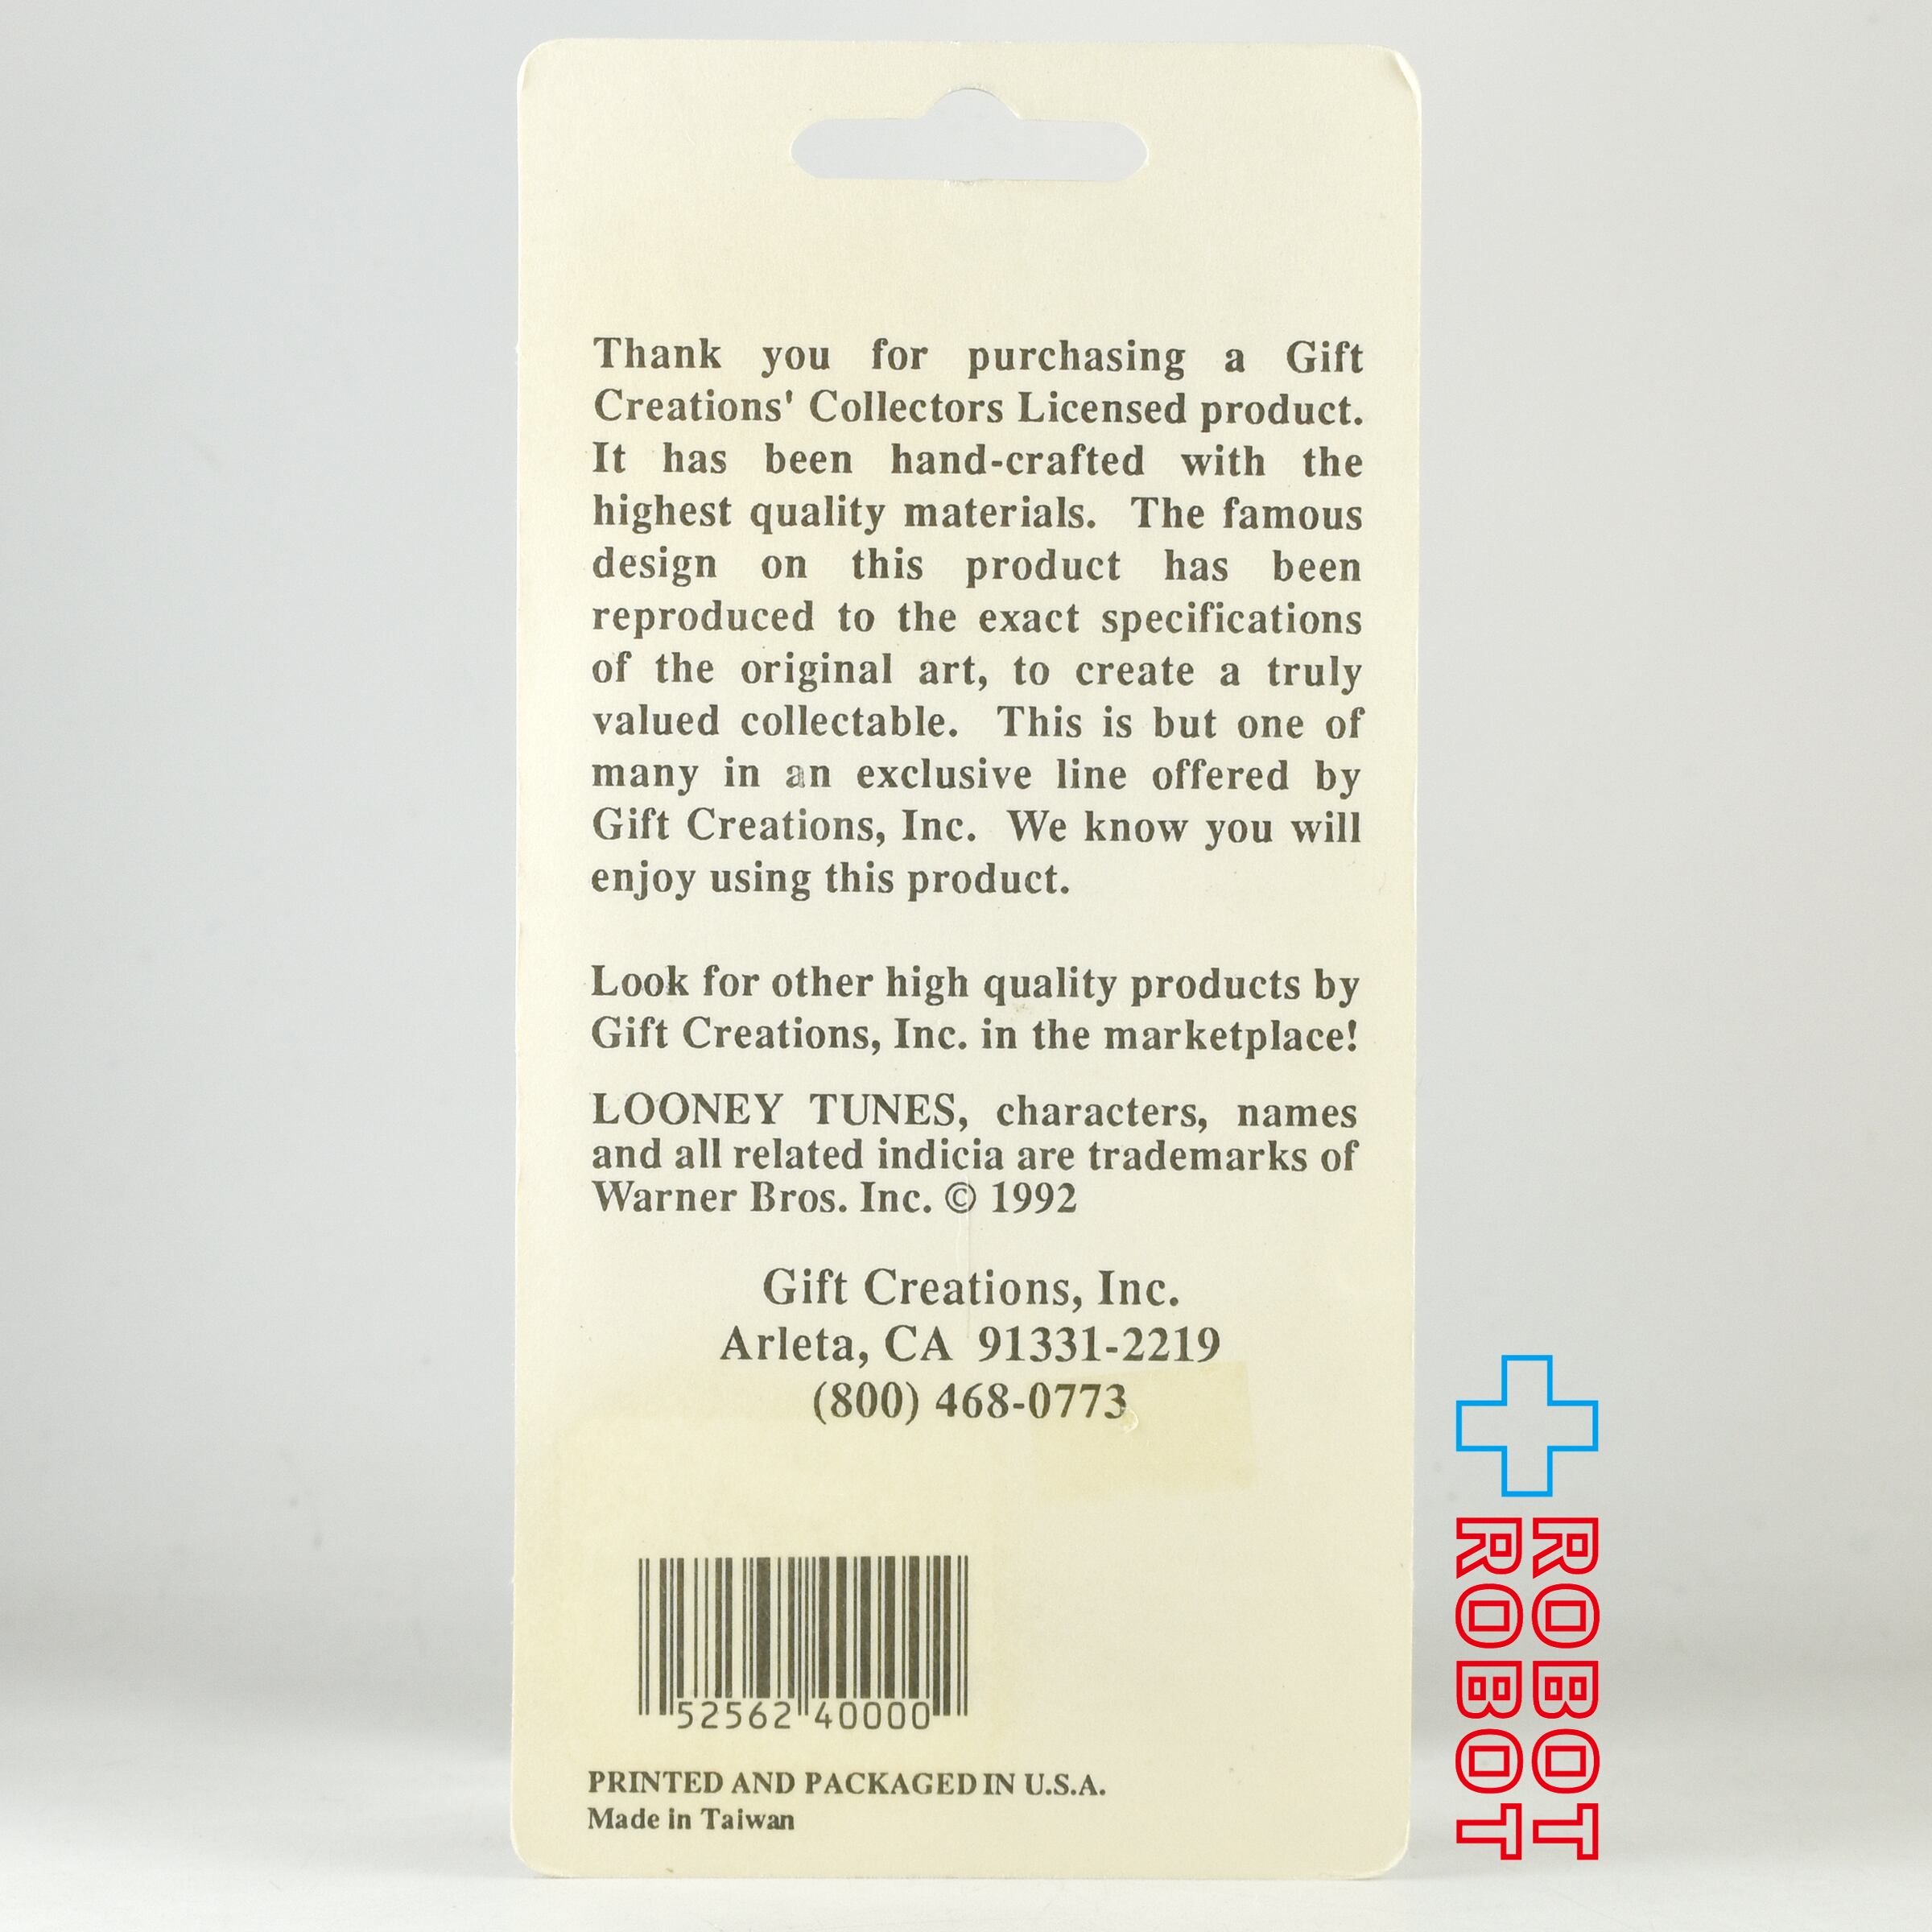 Thank you for purchasing a Gift
Creations' Collectors Licensed product.
It has been hand-crafted with the
highest quality materials. The famous
design on this product has been
reproduced to the exact specifications
of the original art, to create a truly
valued collectable. This is but one of
many in an exclusive line offered by
Gift Creations, Inc. We know you will
enjoy using this product.
Look for other high quality products by
Gift Creations, Inc. in the marketplace!
LOONEY TUNES, characters, names
and all related indicia are trademarks of
Warner Bros. Inc. © 1992
Gift Creations, Inc.
Arleta, CA 91331-2219
(800) 468-0773
52562 40000
PRINTED AND PACKAGED IN U.S.A.
Made in Taiwan
ROBOT ROBOT
ROBOT ROBOT